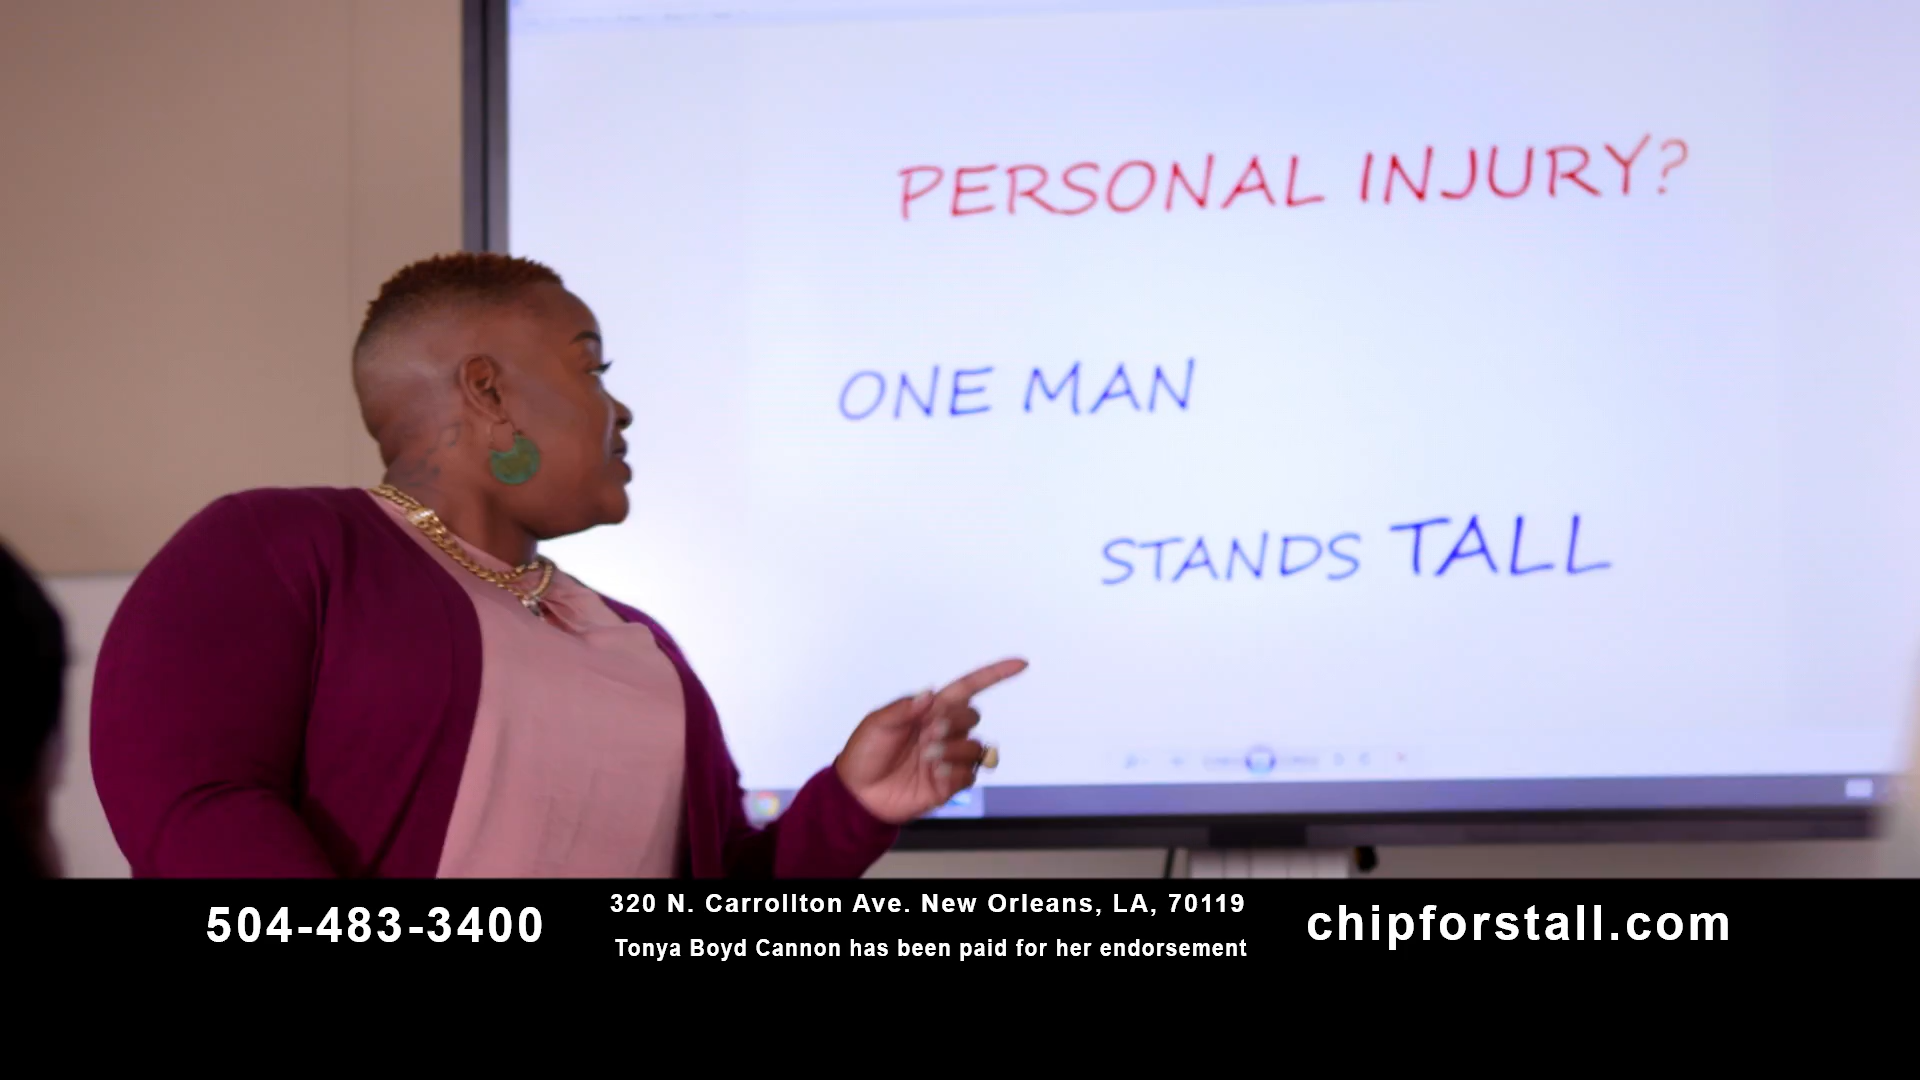 PERSONAL INJURY?
ONE MAN
STANDS TALL
504-483-3400
320 N. Carrollton Ave. New Orleans, LA, 70119
Tonya Boyd Cannon has been paid for her endorsement
chipforstall.com